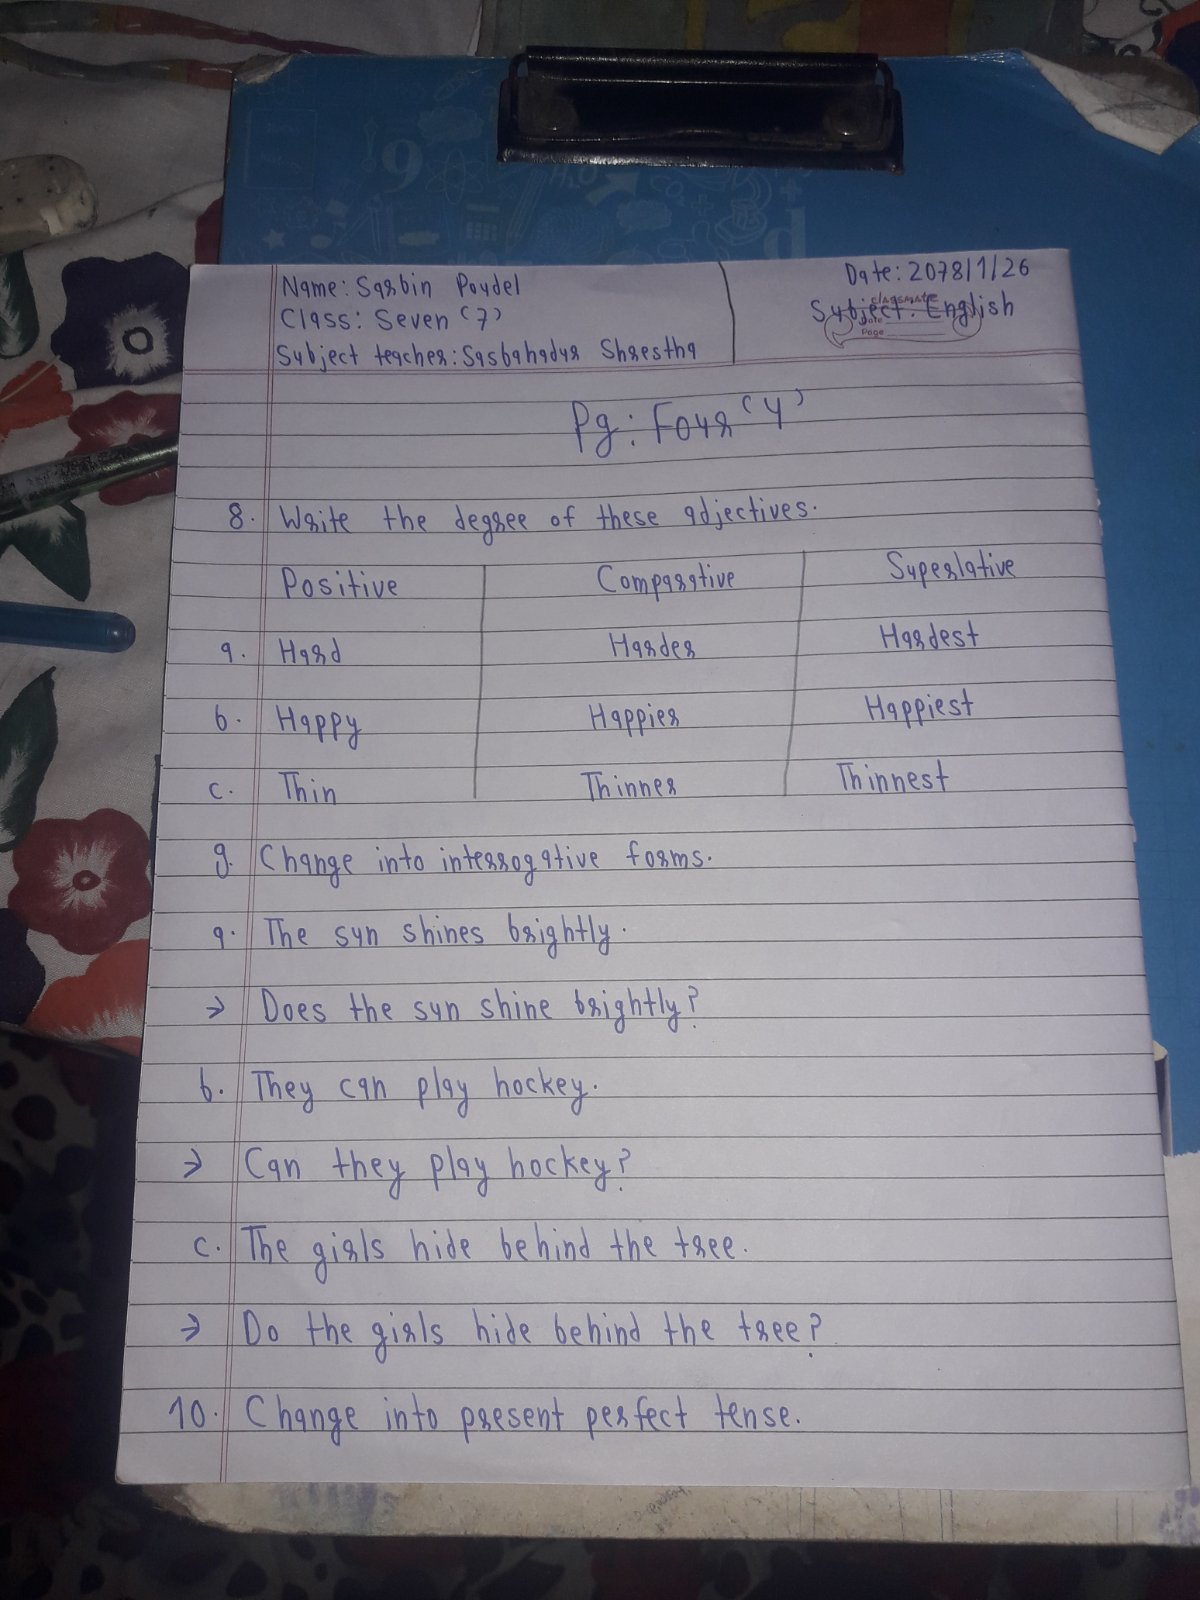 Name: Sarbin Poudel
Class: Seven (7)
Subject teacher: Sarbahadur Shrestha
Date: 2078/1/26
Subject: English
classmate
Date
Page
Pg: Four (4)
8. Write the degree of these adjectives.
Positive Comparative Superlative
a. Hard Harder Hardest
b. Happy Happier Happiest
c. Thin Thinner Thinnest
9. Change into interrogative forms.
a. The sun shines brightly.
→ Does the sun shine brightly?
b. They can play hockey.
→ Can they play hockey?
c. The girls hide behind the tree.
→ Do the girls hide behind the tree?
10. Change into present perfect tense.